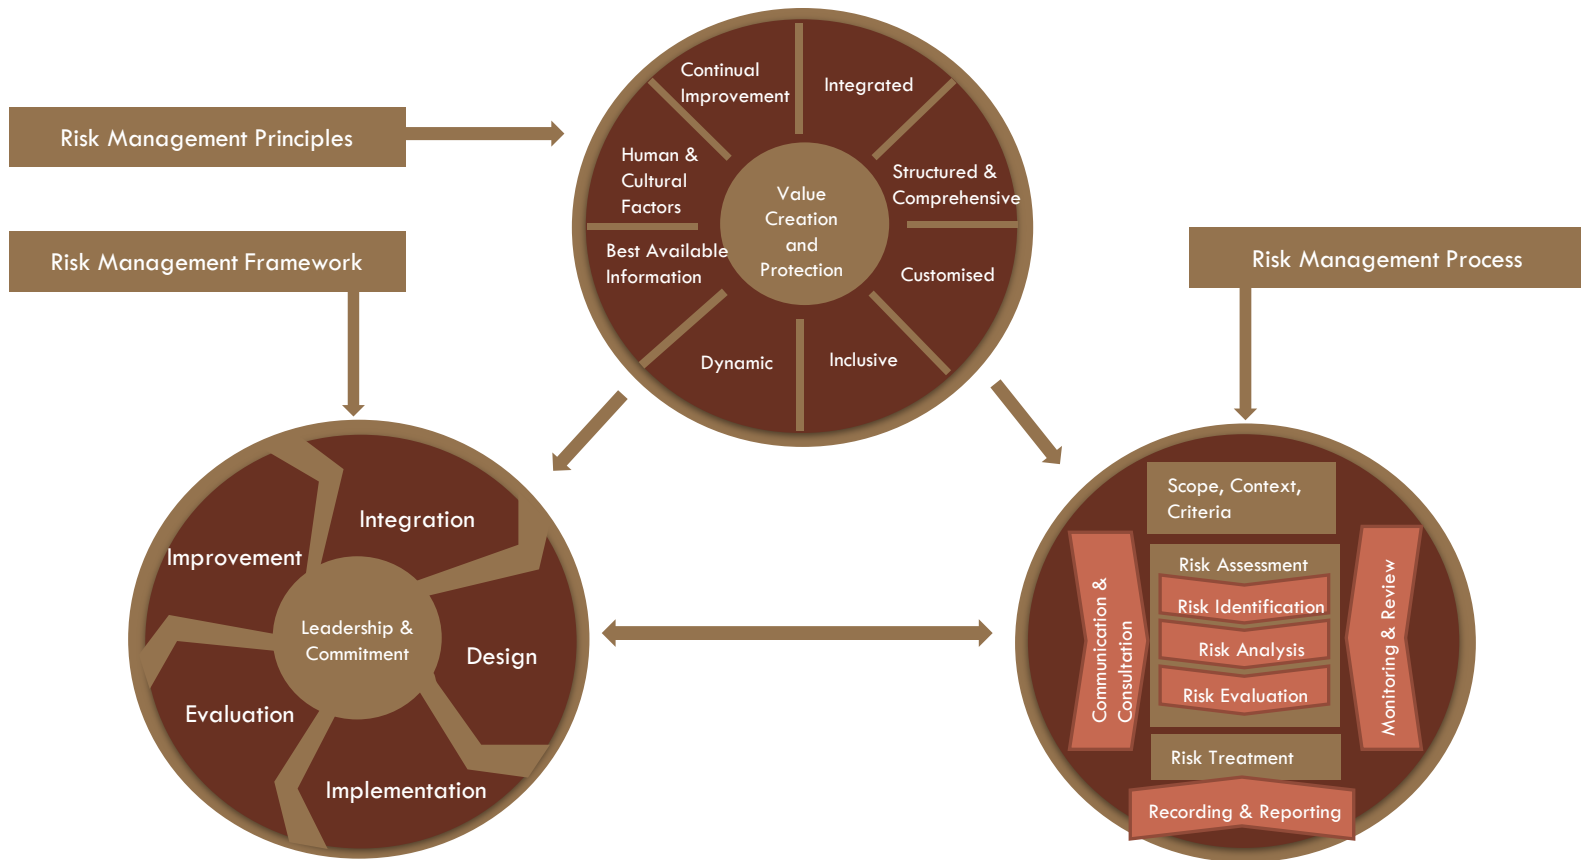 Risk Management Principles
Continual
Improvement
Integrated
Human &
Cultural
Factors
Structured &
Comprehensive
Value
Creation
and
Protection
Best Available
Information
Customised
Dynamic
Inclusive
Risk Management Framework
Integration
Improvement
Leadership &
Commitment
Design
Evaluation
Implementation
Risk Management Process
Scope, Context,
Criteria
Communication &
Consultation
Risk Assessment
Risk Identification
Risk Analysis
Risk Evaluation
Monitoring & Review
Risk Treatment
Recording & Reporting